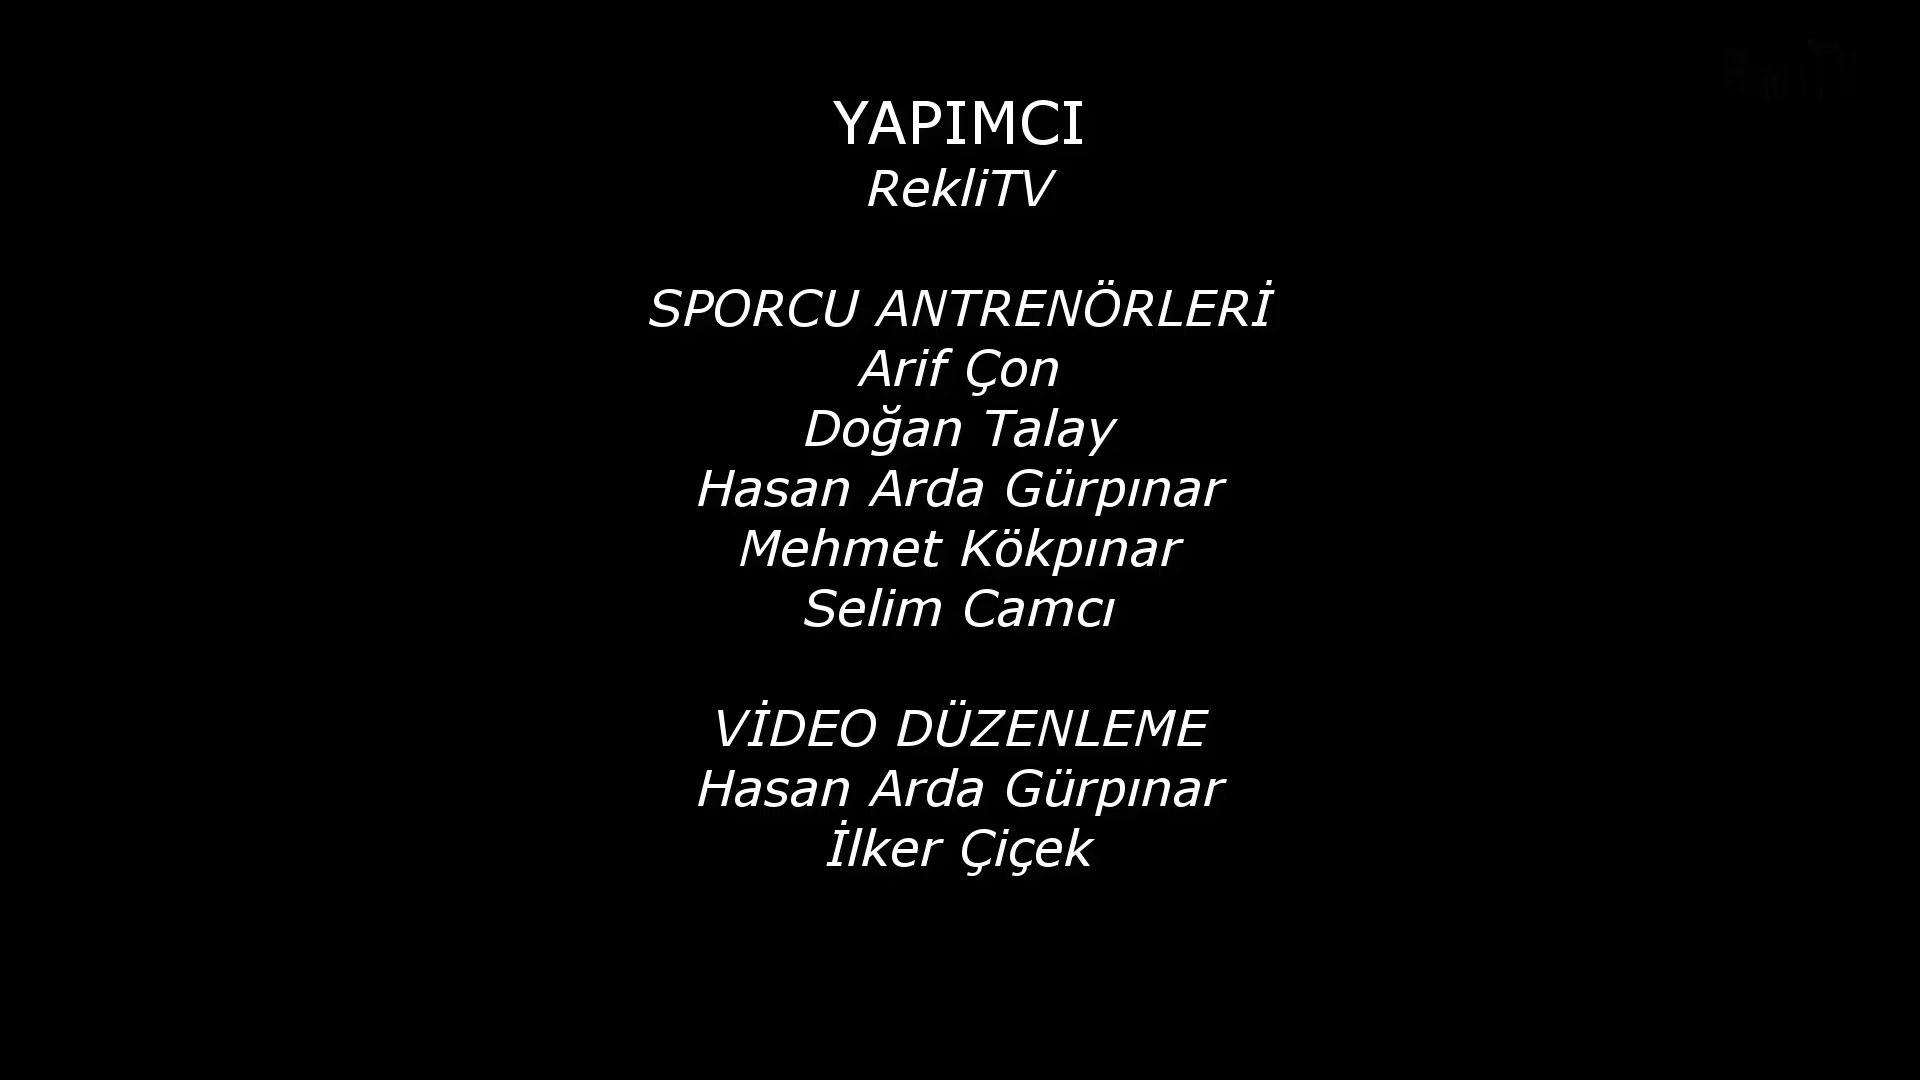 YAPIMCI
RekliTV
SPORCU ANTRENÖRLERİ
Arif Çon
Doğan Talay
Hasan Arda Gürpınar
Mehmet Kökpınar
Selim Camcı
VİDEO DÜZENLEME
Hasan Arda Gürpınar
İlker Çiçek